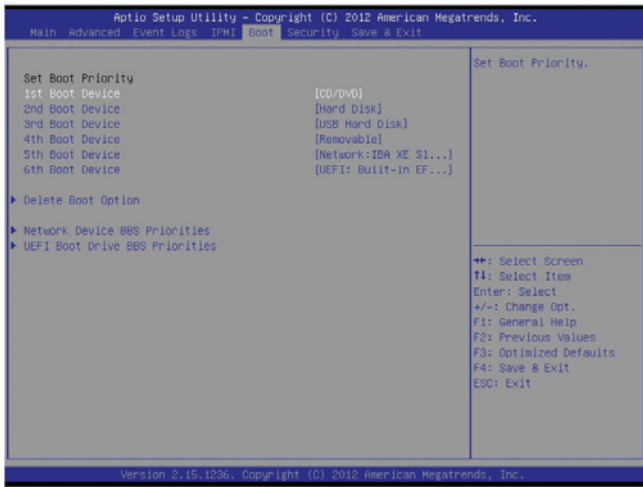 Aptio Setup Utility – Copyright (C) 2012 American Megatrends, Inc.
Main Advanced Event Logs IPMI Boot Security Save & Exit
Set Boot Priority
1st Boot Device [CD/DVD]
2nd Boot Device [Hard Disk]
3rd Boot Device [USB Hard Disk]
4th Boot Device [Removable]
5th Boot Device [Network:IBA XE Sl...]
6th Boot Device [UEFI: Built-in EF...]
▶ Delete Boot Option
▶ Network Device BBS Priorities
▶ UEFI Boot Drive BBS Priorities
Set Boot Priority.
→←: Select Screen
↑↓: Select Item
Enter: Select
+/-: Change Opt.
F1: General Help
F2: Previous Values
F3: Optimized Defaults
F4: Save & Exit
ESC: Exit
Version 2.15.1236. Copyright (C) 2012 American Megatrends, Inc.